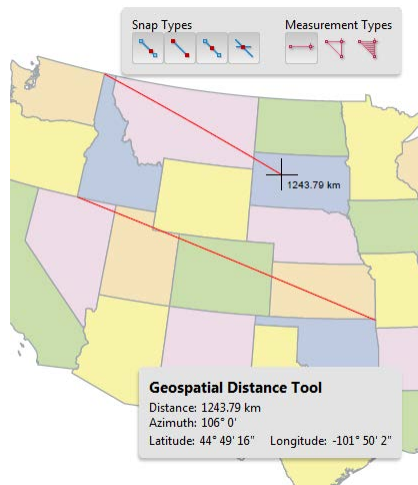 Snap Types Measurement Types
1243.79 km
Geospatial Distance Tool
Distance: 1243.79 km
Azimuth: 106° 0'
Latitude: 44° 49' 16" Longitude: -101° 50' 2"